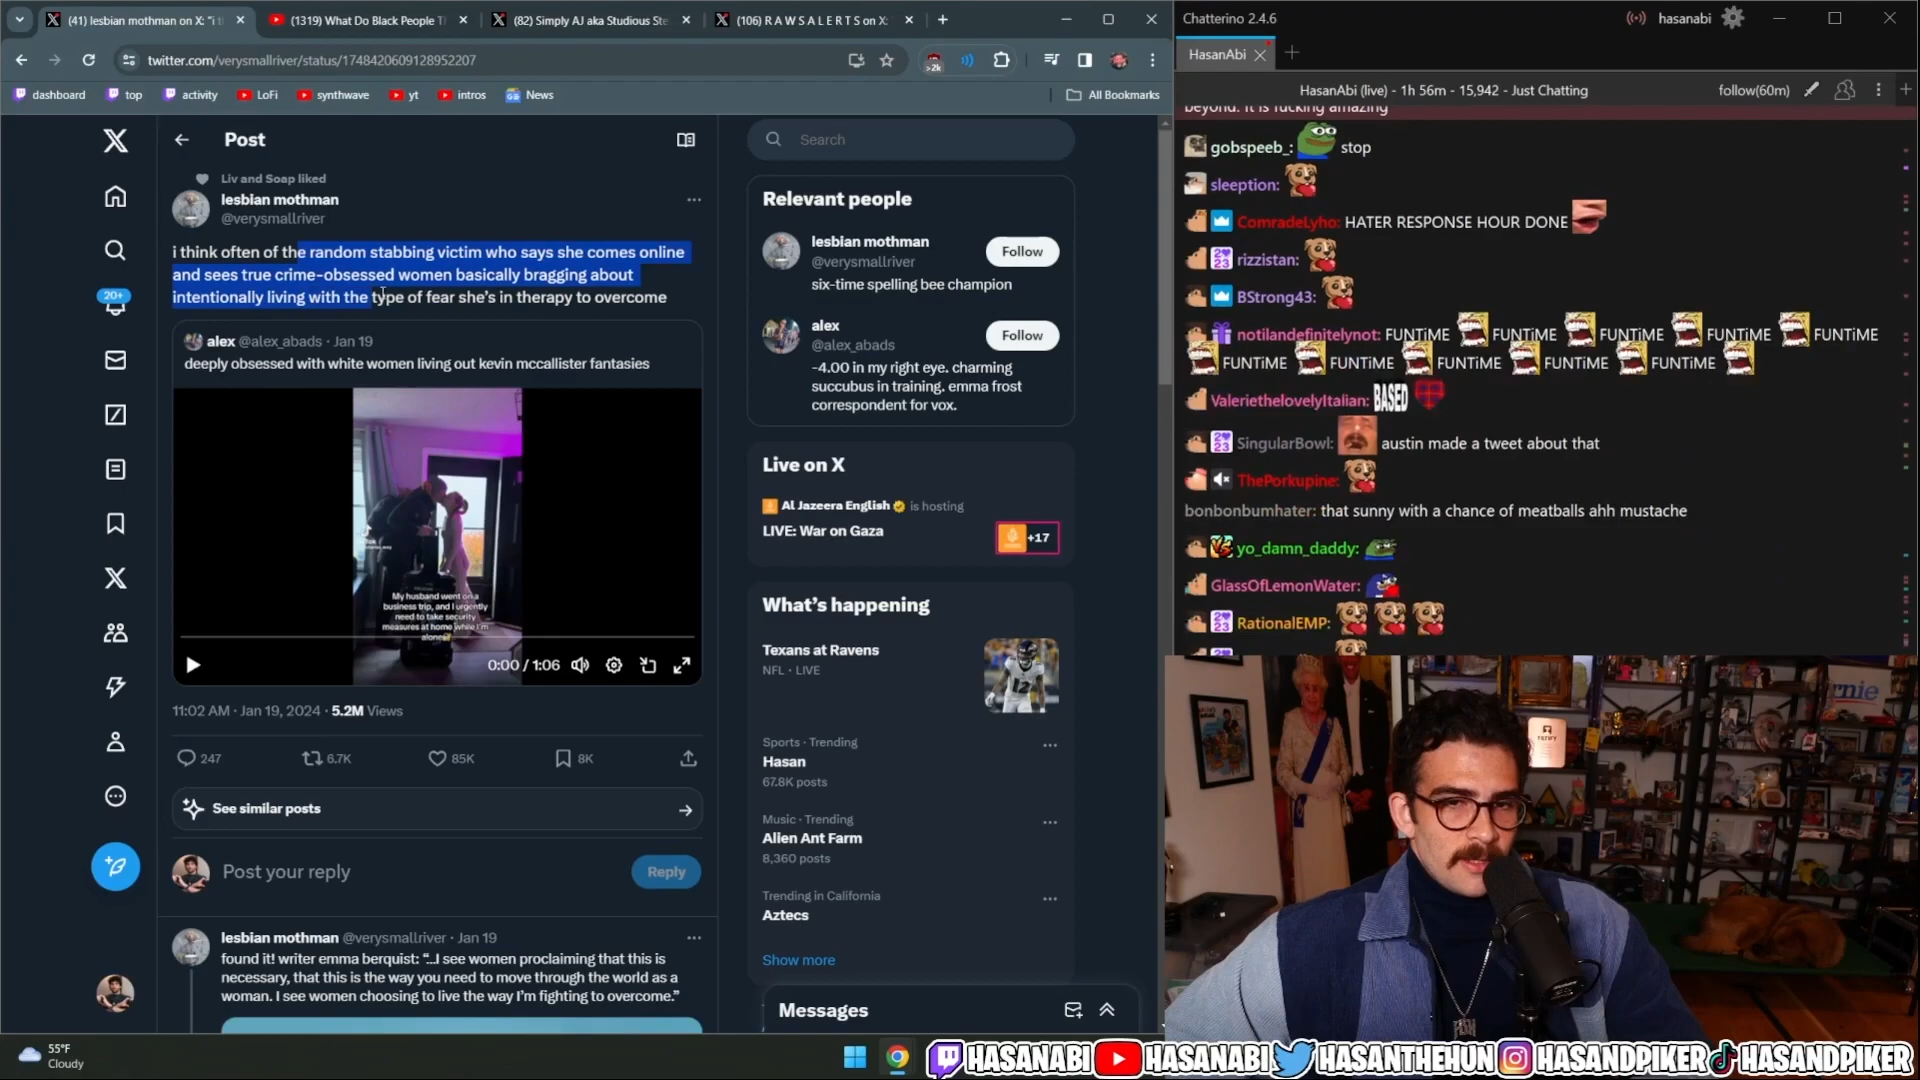 (41) lesbian mothman on X: "i t
(1319) What Do Black People T
(82) Simply AJ aka Studious Ste
(106) R A W S A L E R T S on X:
twitter.com/verysmallriver/status/1748420609128952207
>2k
dashboard
top
activity
LoFi
synthwave
yt
intros
News
All Bookmarks
Post
Liv and Soap liked
lesbian mothman
@verysmallriver
i think often of the random stabbing victim who says she comes online
and sees true crime-obsessed women basically bragging about
intentionally living with the type of fear she's in therapy to overcome
alex @alex_abads · Jan 19
deeply obsessed with white women living out kevin mccallister fantasies
My husband went on a
business trip, and I urgently
need to take security
measures at home while I'm
alone
0:00 / 1:06
11:02 AM · Jan 19, 2024 · 5.2M Views
247
6.7K
85K
8K
See similar posts
Post your reply
Reply
lesbian mothman @verysmallriver · Jan 19
found it! writer emma berquist: "...I see women proclaiming that this is
necessary, that this is the way you need to move through the world as a
woman. I see women choosing to live the way I'm fighting to overcome."
20+
Search
Relevant people
lesbian mothman
@verysmallriver
Follow
six-time spelling bee champion
alex
@alex_abads
Follow
-4.00 in my right eye. charming
succubus in training. emma frost
correspondent for vox.
Live on X
Al Jazeera English is hosting
LIVE: War on Gaza
+17
What's happening
Texans at Ravens
NFL · LIVE
Sports · Trending
Hasan
67.8K posts
Music · Trending
Alien Ant Farm
8,360 posts
Trending in California
Aztecs
Show more
Messages
Chatterino 2.4.6
hasanabi
HasanAbi
HasanAbi (live) - 1h 56m - 15,942 - Just Chatting
follow(60m)
beyond. it is fucking amazing
gobspeeb_: stop
sleeption:
ComradeLyho: HATER RESPONSE HOUR DONE
rizzistan:
BStrong43:
notilandefinitelynot: FUNTiME FUNTiME FUNTiME FUNTiME FUNTiME
FUNTiME FUNTiME FUNTiME FUNTiME FUNTiME
ValeriethelovelyItalian: BASED
SingularBowl: austin made a tweet about that
ThePorkupine:
bonbonbumhater: that sunny with a chance of meatballs ahh mustache
yo_damn_daddy:
GlassOfLemonWater:
RationalEMP:
55°F
Cloudy
HASANABI
HASANABI
HASANTHEHUN
HASANDPIKER
HASANDPIKER